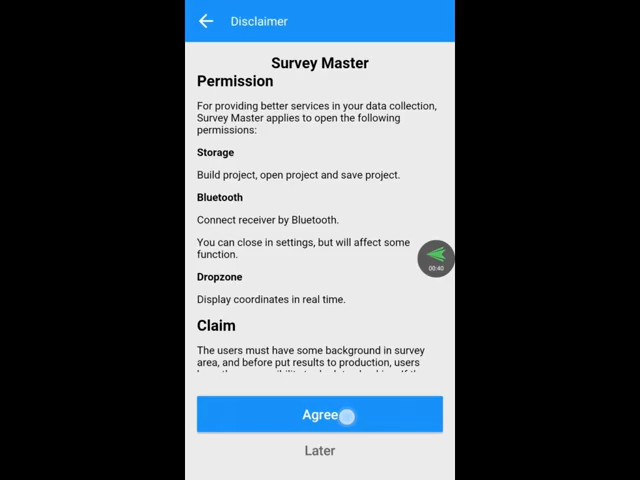 Disclaimer
Survey Master
Permission
For providing better services in your data collection,
Survey Master applies to open the following
permissions:
Storage
Build project, open project and save project.
Bluetooth
Connect receiver by Bluetooth.
You can close in settings, but will affect some
function.
00:40
Dropzone
Display coordinates in real time.
Claim
The users must have some background in survey
area, and before put results to production, users
Agree
Later